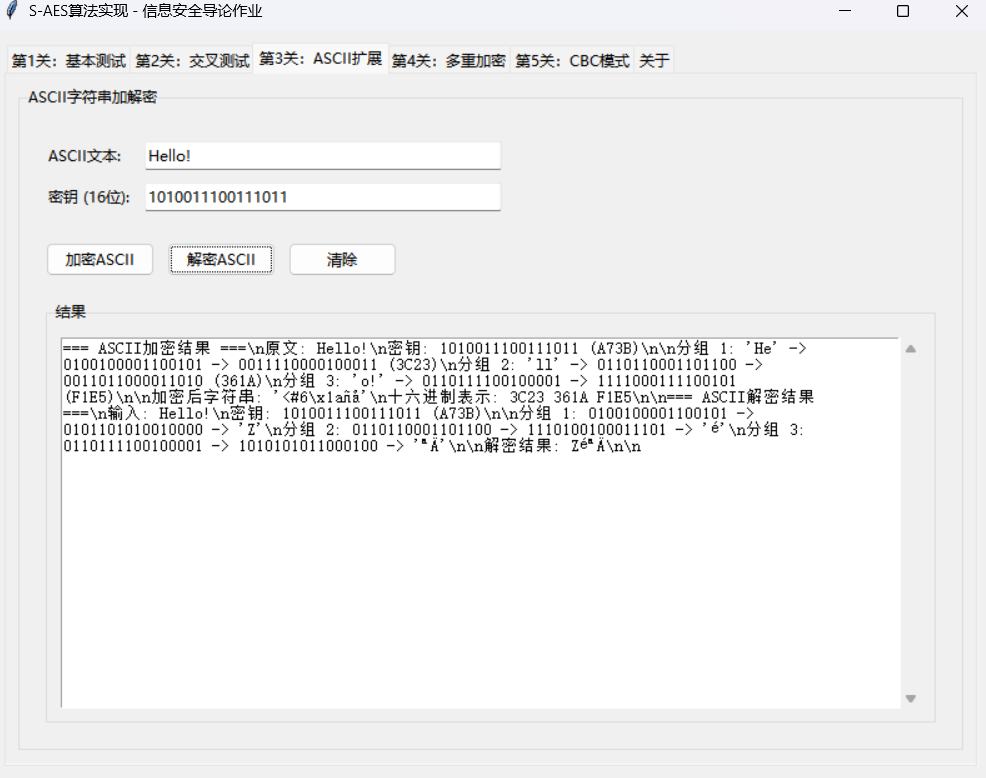 S-AES算法实现 - 信息安全导论作业
第1关: 基本测试 第2关: 交叉测试 第3关: ASCII扩展 第4关: 多重加密 第5关: CBC模式 关于
ASCII字符串加解密
ASCII文本: Hello!
密钥 (16位): 1010011100111011
加密ASCII 解密ASCII 清除
结果
=== ASCII加密结果 ===\n原文: Hello!\n密钥: 1010011100111011 (A73B)\n\n分组 1: 'He' ->
0100100001100101 -> 0011110000100011 (3C23)\n分组 2: 'll' -> 0110110001101100 ->
0011011000011010 (361A)\n分组 3: 'o!' -> 0110111100100001 -> 1111000111100101
(F1E5)\n\n加密后字符串: '<#6\x1añå'\n十六进制表示: 3C23 361A F1E5\n\n=== ASCII解密结果
===\n输入: Hello!\n密钥: 1010011100111011 (A73B)\n\n分组 1: 0100100001100101 ->
0101101010010000 -> 'Z'\n分组 2: 0110110001101100 -> 1110100100011101 -> 'é'\n分组 3:
0110111100100001 -> 1010101011000100 -> 'ªÄ'\n\n解密结果: ZéªÄ\n\n